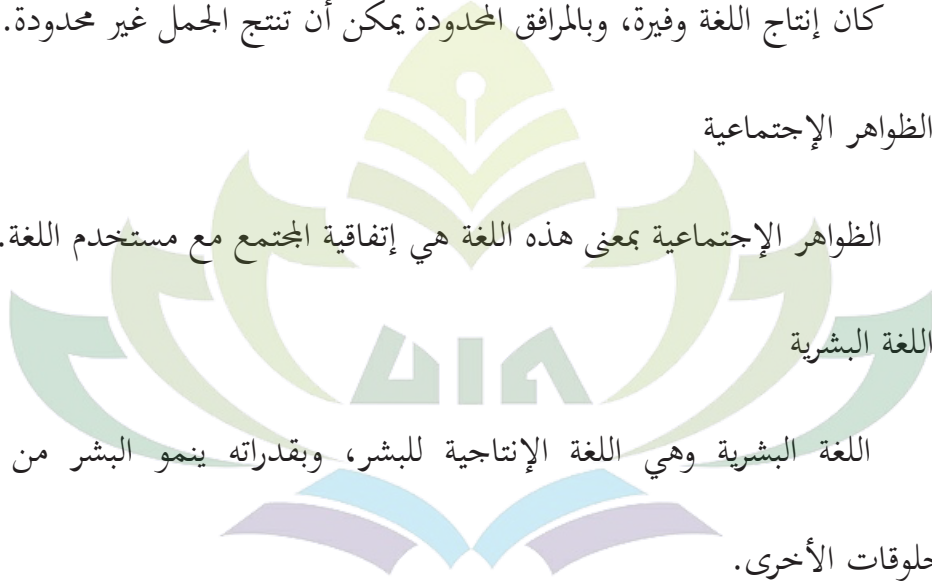 كان إنتاج اللغة وفيرة، وبالمرافق المحدودة يمكن أن تنتج الجمل غير محدودة.
الظواهر الإجتماعية
الظواهر الإجتماعية بمعنى هذه اللغة هي إتفاقية المجتمع مع مستخدم اللغة.
اللغة البشرية
UIN
اللغة البشرية وهي اللغة الإنتاجية للبشر، وبقدراته ينمو البشر من
الأخرى.